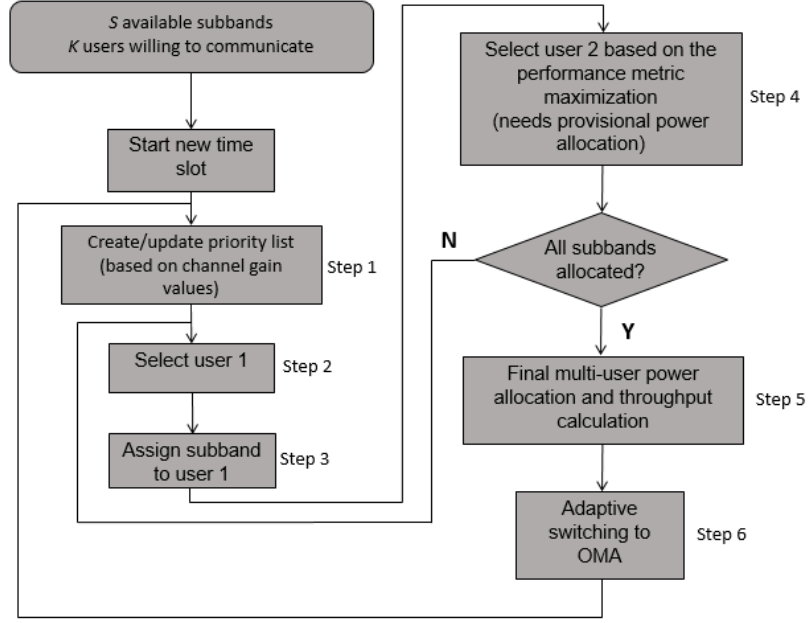 S available subbands
K users willing to communicate
Start new time
slot
Create/update priority list
(based on channel gain
values)
Step 1
Select user 1
Step 2
Assign subband
to user 1
Step 3
Select user 2 based on the
performance metric
maximization
(needs provisional power
allocation)
Step 4
All subbands
allocated?
N
Y
Final multi-user power
allocation and throughput
calculation
Step 5
Adaptive
switching to
OMA
Step 6